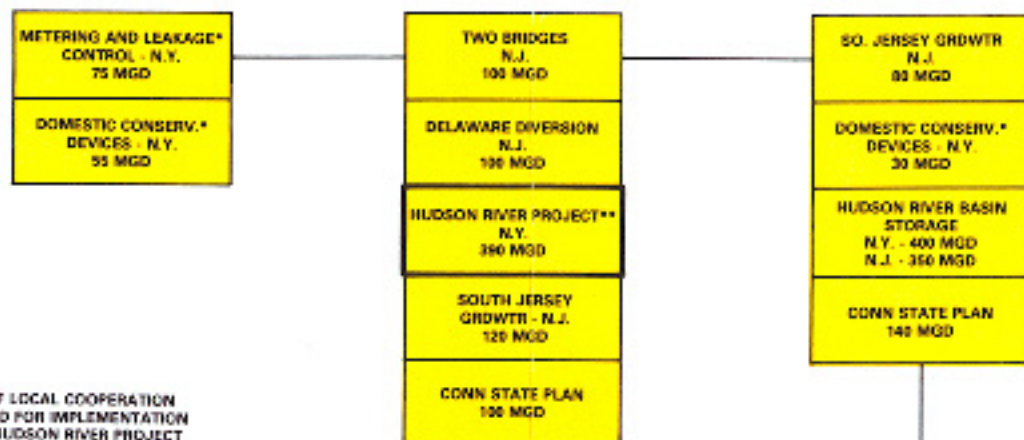 METERING AND LEAKAGE*
CONTROL - N.Y.
75 MGD
DOMESTIC CONSERV.*
DEVICES - N.Y.
55 MGD
TWO BRIDGES
N.J.
100 MGD
DELAWARE DIVERSION
N.J.
100 MGD
HUDSON RIVER PROJECT**
N.Y.
390 MGD
SOUTH JERSEY
GRDWTR - N.J.
120 MGD
CONN STATE PLAN
100 MGD
SO. JERSEY GRDWTR
N.J.
80 MGD
DOMESTIC CONSERV.*
DEVICES - N.Y.
30 MGD
HUDSON RIVER BASIN
STORAGE
N.Y. - 400 MGD
N.J. - 350 MGD
CONN STATE PLAN
140 MGD
LOCAL COOPERATION
FOR IMPLEMENTATION
HUDSON RIVER PROJECT